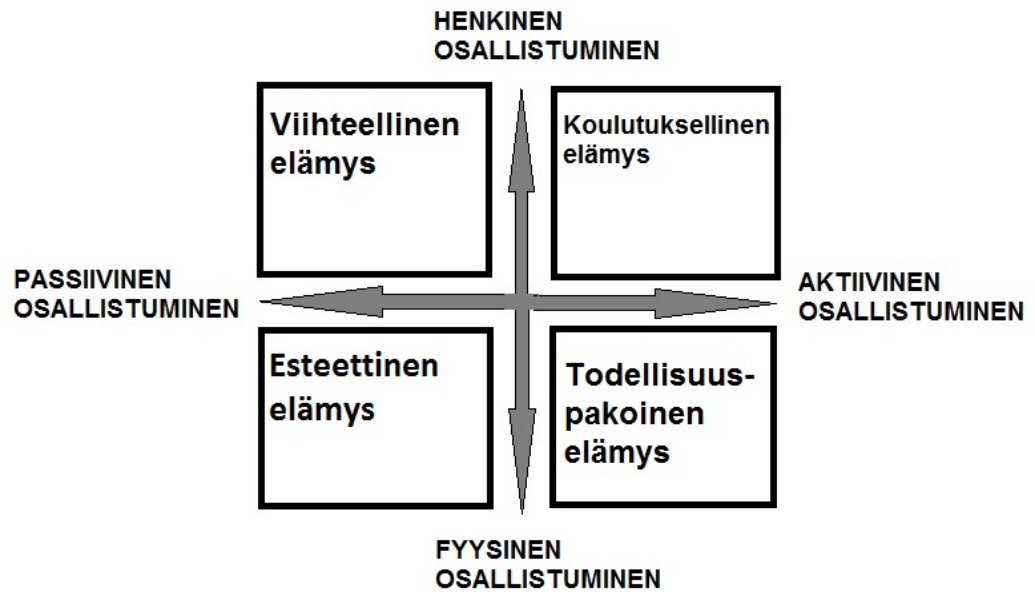 HENKINEN
OSALLISTUMINEN
Viihteellinen
elämys
Koulutuksellinen
elämys
PASSIIVINEN
OSALLISTUMINEN
AKTIIVINEN
OSALLISTUMINEN
Esteettinen
elämys
Todellisuus-
pakoinen
elämys
FYYSINEN
OSALLISTUMINEN